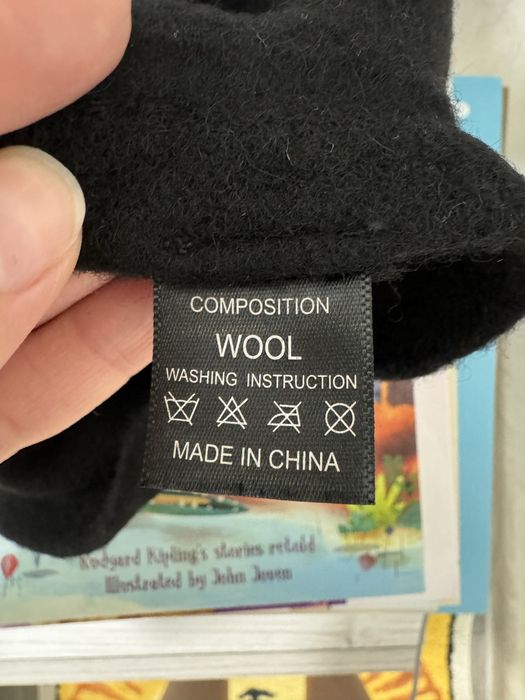 COMPOSITION
WOOL
WASHING INSTRUCTION
MADE IN CHINA
Rudyard Kipling's stories retold
Illustrated by John Joven